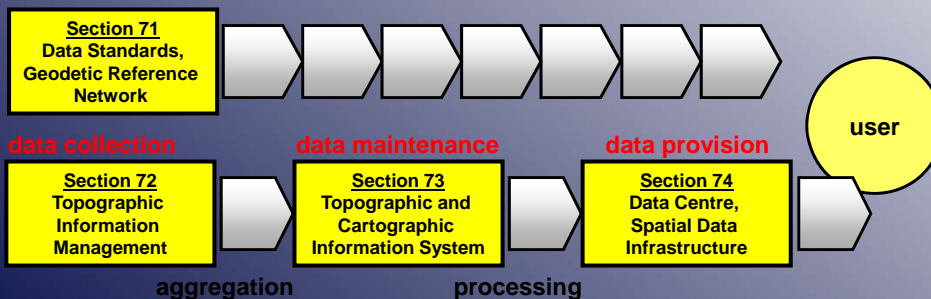 Section 71
Data Standards,
Geodetic Reference
Network
user
data collection
data maintenance
data provision
Section 72
Topographic
Information
Management
Section 73
Topographic and
Cartographic
Information System
Section 74
Data Centre,
Spatial Data
Infrastructure
aggregation
processing